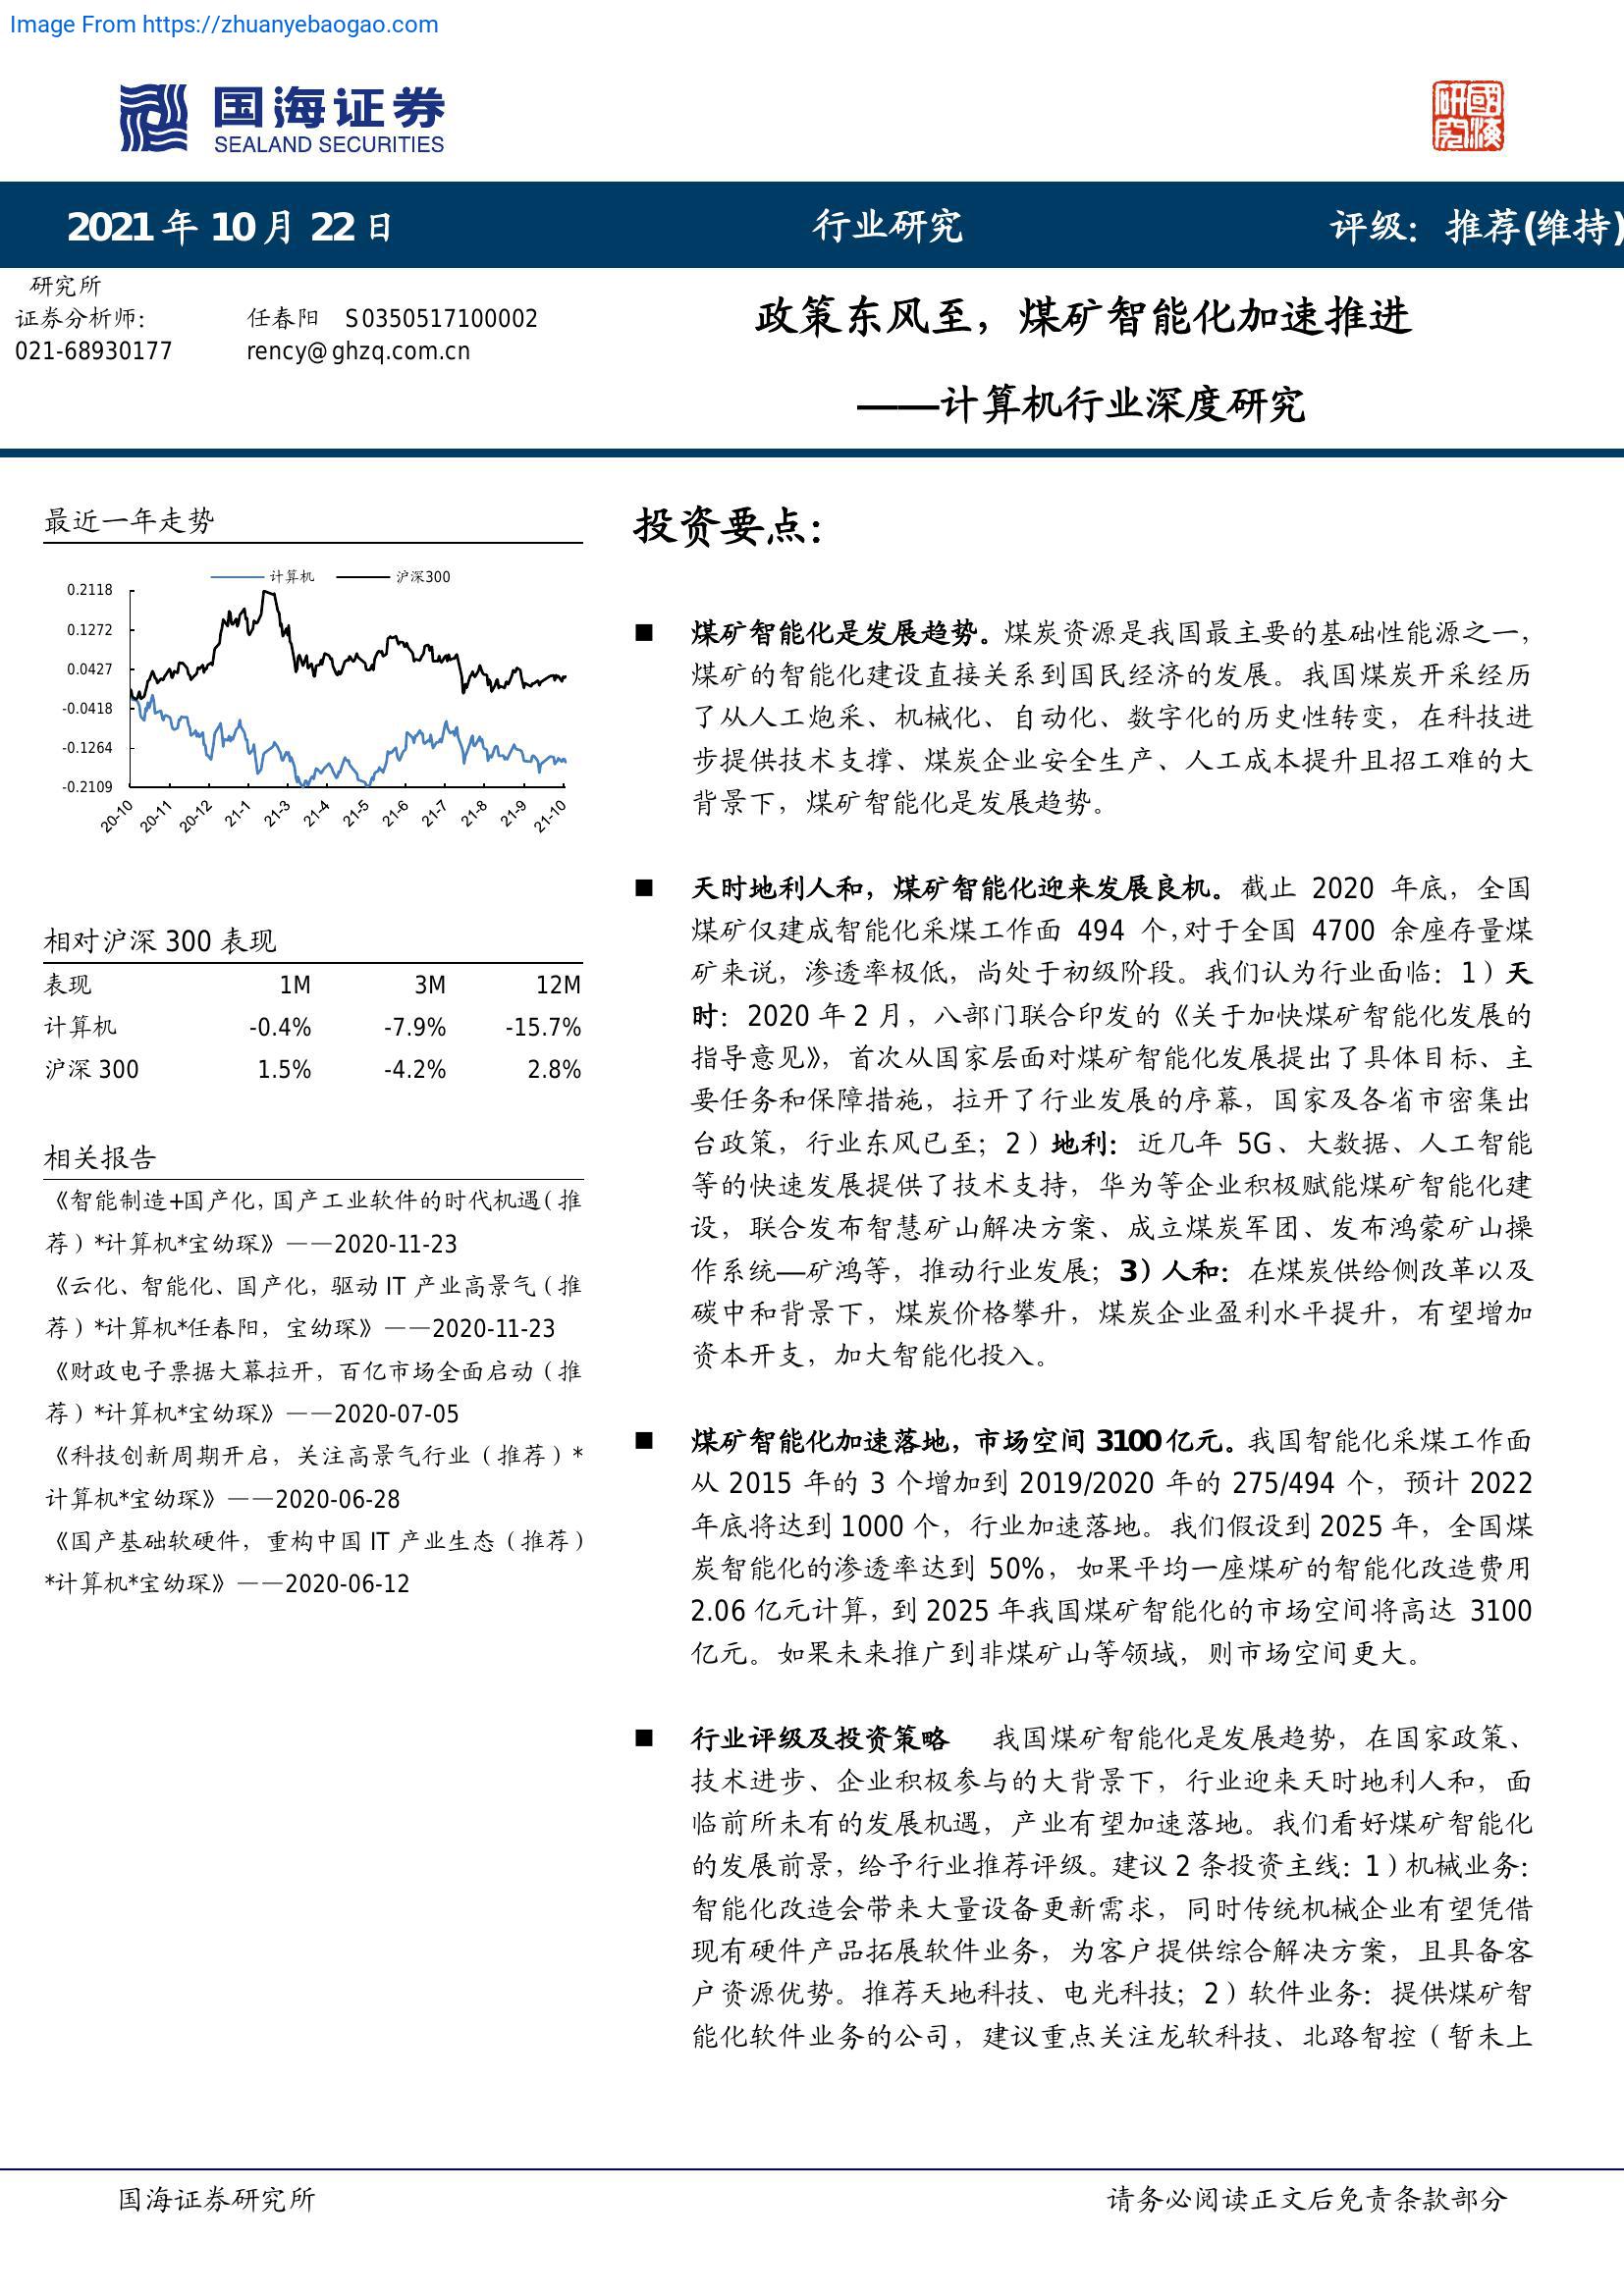 Image From https://zhuanyebaogao.com
国海证券
SEALAND SECURITIES
研國
究海
2021 年 10 月 22 日
行业研究
评级：推荐(维持)
研究所
证券分析师：
任春阳 S0350517100002
021-68930177
rency@ghzq.com.cn
政策东风至，煤矿智能化加速推进
——计算机行业深度研究
最近一年走势
计算机
沪深300
0.2118
0.1272
0.0427
-0.0418
-0.1264
-0.2109
20-10
20-11
20-12
21-1
21-3
21-4
21-5
21-6
21-7
21-8
21-9
21-10
相对沪深 300 表现
表现 1M 3M 12M
计算机 -0.4% -7.9% -15.7%
沪深 300 1.5% -4.2% 2.8%
相关报告
《智能制造+国产化，国产工业软件的时代机遇（推
荐）*计算机*宝幼琛》——2020-11-23
《云化、智能化、国产化，驱动 IT 产业高景气（推
荐）*计算机*任春阳，宝幼琛》——2020-11-23
《财政电子票据大幕拉开，百亿市场全面启动（推
荐）*计算机*宝幼琛》——2020-07-05
《科技创新周期开启，关注高景气行业（推荐）*
计算机*宝幼琛》——2020-06-28
《国产基础软硬件，重构中国 IT 产业生态（推荐）
*计算机*宝幼琛》——2020-06-12
投资要点：
■ 煤矿智能化是发展趋势。煤炭资源是我国最主要的基础性能源之一，
煤矿的智能化建设直接关系到国民经济的发展。我国煤炭开采经历
了从人工炮采、机械化、自动化、数字化的历史性转变，在科技进
步提供技术支撑、煤炭企业安全生产、人工成本提升且招工难的大
背景下，煤矿智能化是发展趋势。
■ 天时地利人和，煤矿智能化迎来发展良机。截止 2020 年底，全国
煤矿仅建成智能化采煤工作面 494 个，对于全国 4700 余座存量煤
矿来说，渗透率极低，尚处于初级阶段。我们认为行业面临：1）天
时：2020 年 2 月，八部门联合印发的《关于加快煤矿智能化发展的
指导意见》，首次从国家层面对煤矿智能化发展提出了具体目标、主
要任务和保障措施，拉开了行业发展的序幕，国家及各省市密集出
台政策，行业东风已至；2）地利：近几年 5G、大数据、人工智能
等的快速发展提供了技术支持，华为等企业积极赋能煤矿智能化建
设，联合发布智慧矿山解决方案、成立煤炭军团、发布鸿蒙矿山操
作系统—矿鸿等，推动行业发展；3）人和：在煤炭供给侧改革以及
碳中和背景下，煤炭价格攀升，煤炭企业盈利水平提升，有望增加
资本开支，加大智能化投入。
■ 煤矿智能化加速落地，市场空间 3100 亿元。我国智能化采煤工作面
从 2015 年的 3 个增加到 2019/2020 年的 275/494 个，预计 2022
年底将达到 1000 个，行业加速落地。我们假设到 2025 年，全国煤
炭智能化的渗透率达到 50%，如果平均一座煤矿的智能化改造费用
2.06 亿元计算，到 2025 年我国煤矿智能化的市场空间将高达 3100
亿元。如果未来推广到非煤矿山等领域，则市场空间更大。
■ 行业评级及投资策略 我国煤矿智能化是发展趋势，在国家政策、
技术进步、企业积极参与的大背景下，行业迎来天时地利人和，面
临前所未有的发展机遇，产业有望加速落地。我们看好煤矿智能化
的发展前景，给予行业推荐评级。建议 2 条投资主线：1）机械业务：
智能化改造会带来大量设备更新需求，同时传统机械企业有望凭借
现有硬件产品拓展软件业务，为客户提供综合解决方案，且具备客
户资源优势。推荐天地科技、电光科技；2）软件业务：提供煤矿智
能化软件业务的公司，建议重点关注龙软科技、北路智控（暂未上
国海证券研究所
请务必阅读正文后免责条款部分